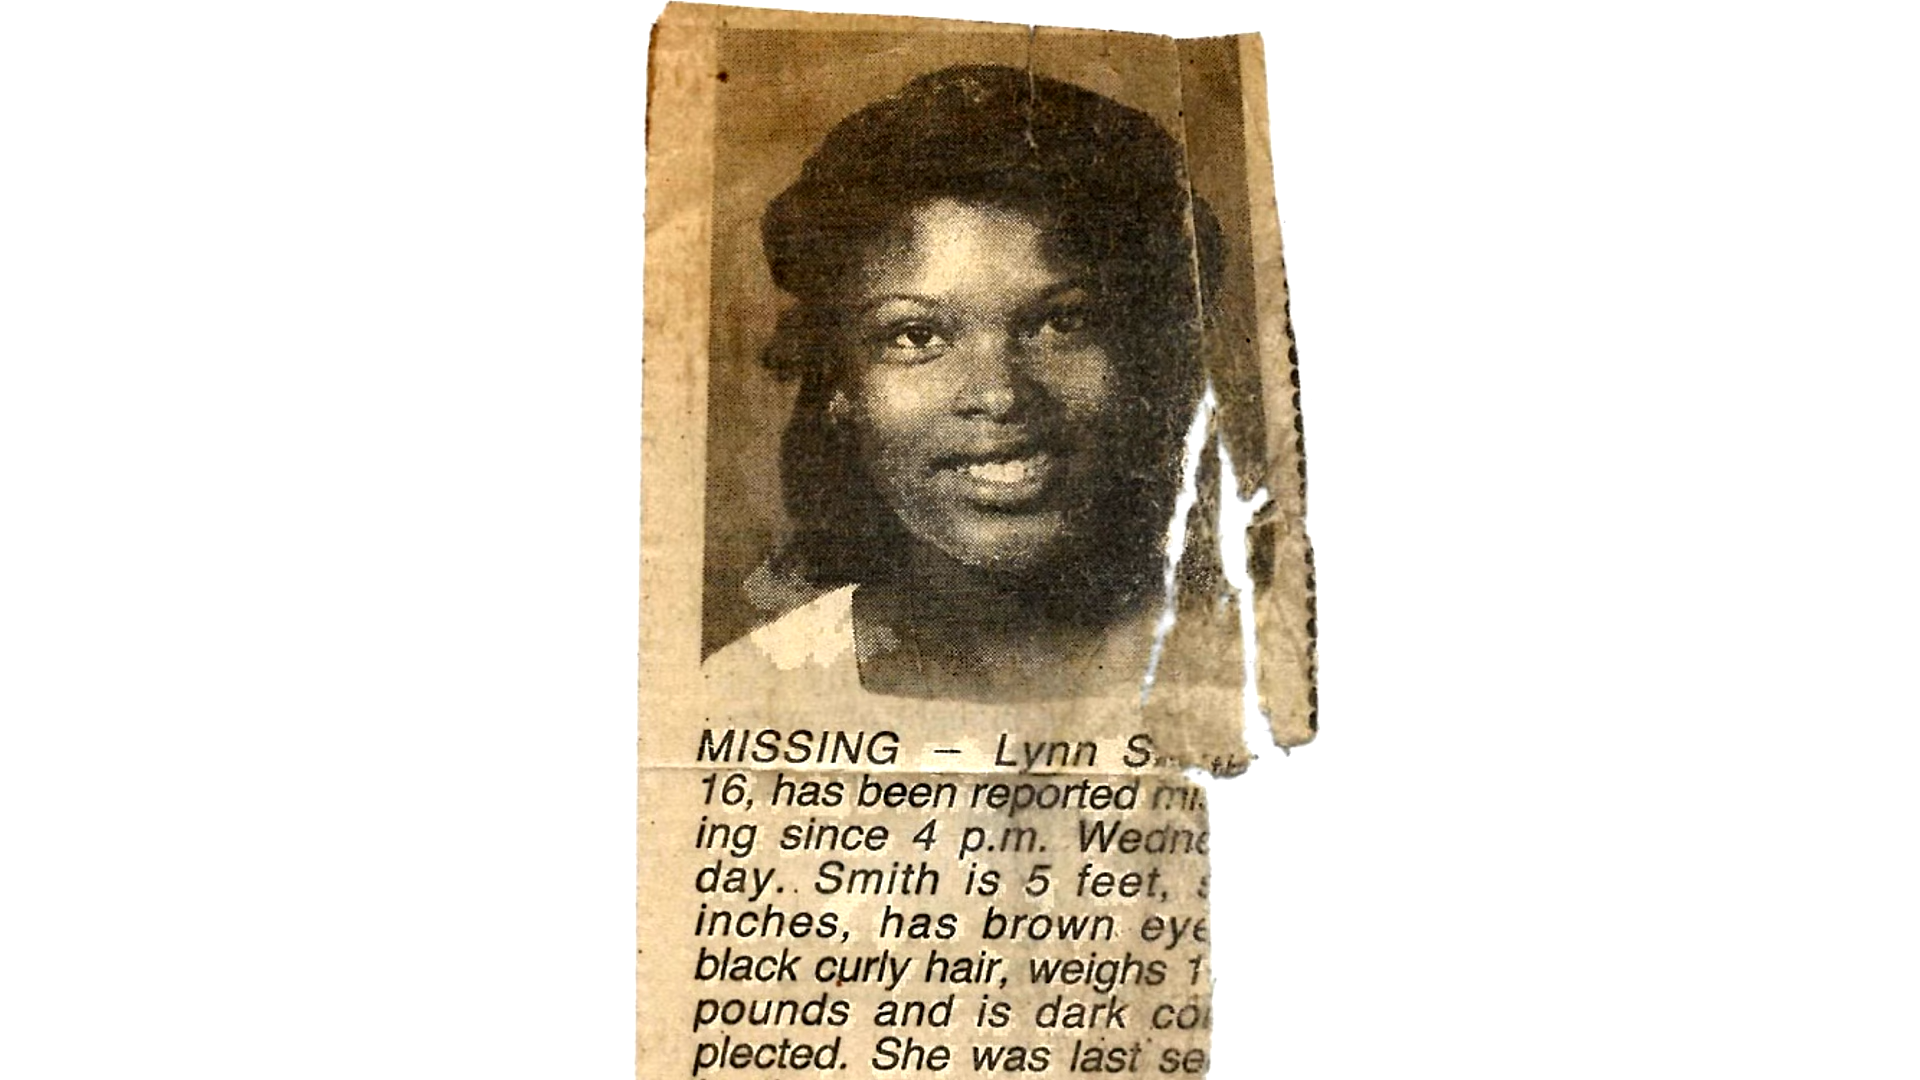 MISSING – Lynn
16, has been reported
ing since 4 p.m.
day. Smith is 5 feet,
inches, has brown
black curly hair, weighs
pounds and is dark
plected. She was last